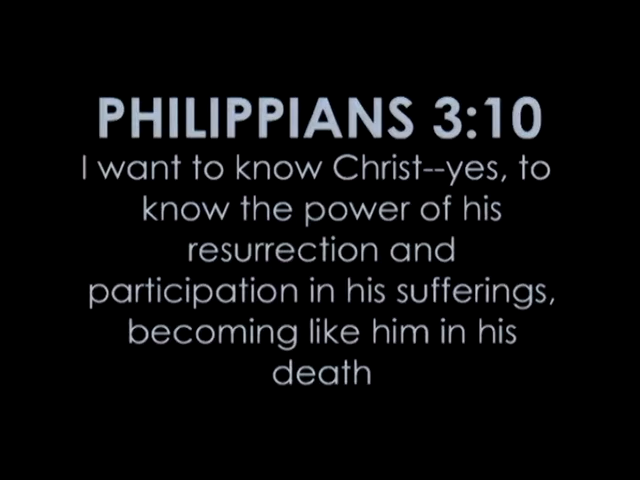 PHILIPPIANS 3:10
I want to know Christ--yes, to
know the power of his
resurrection and
participation in his sufferings,
becoming like him in his
death